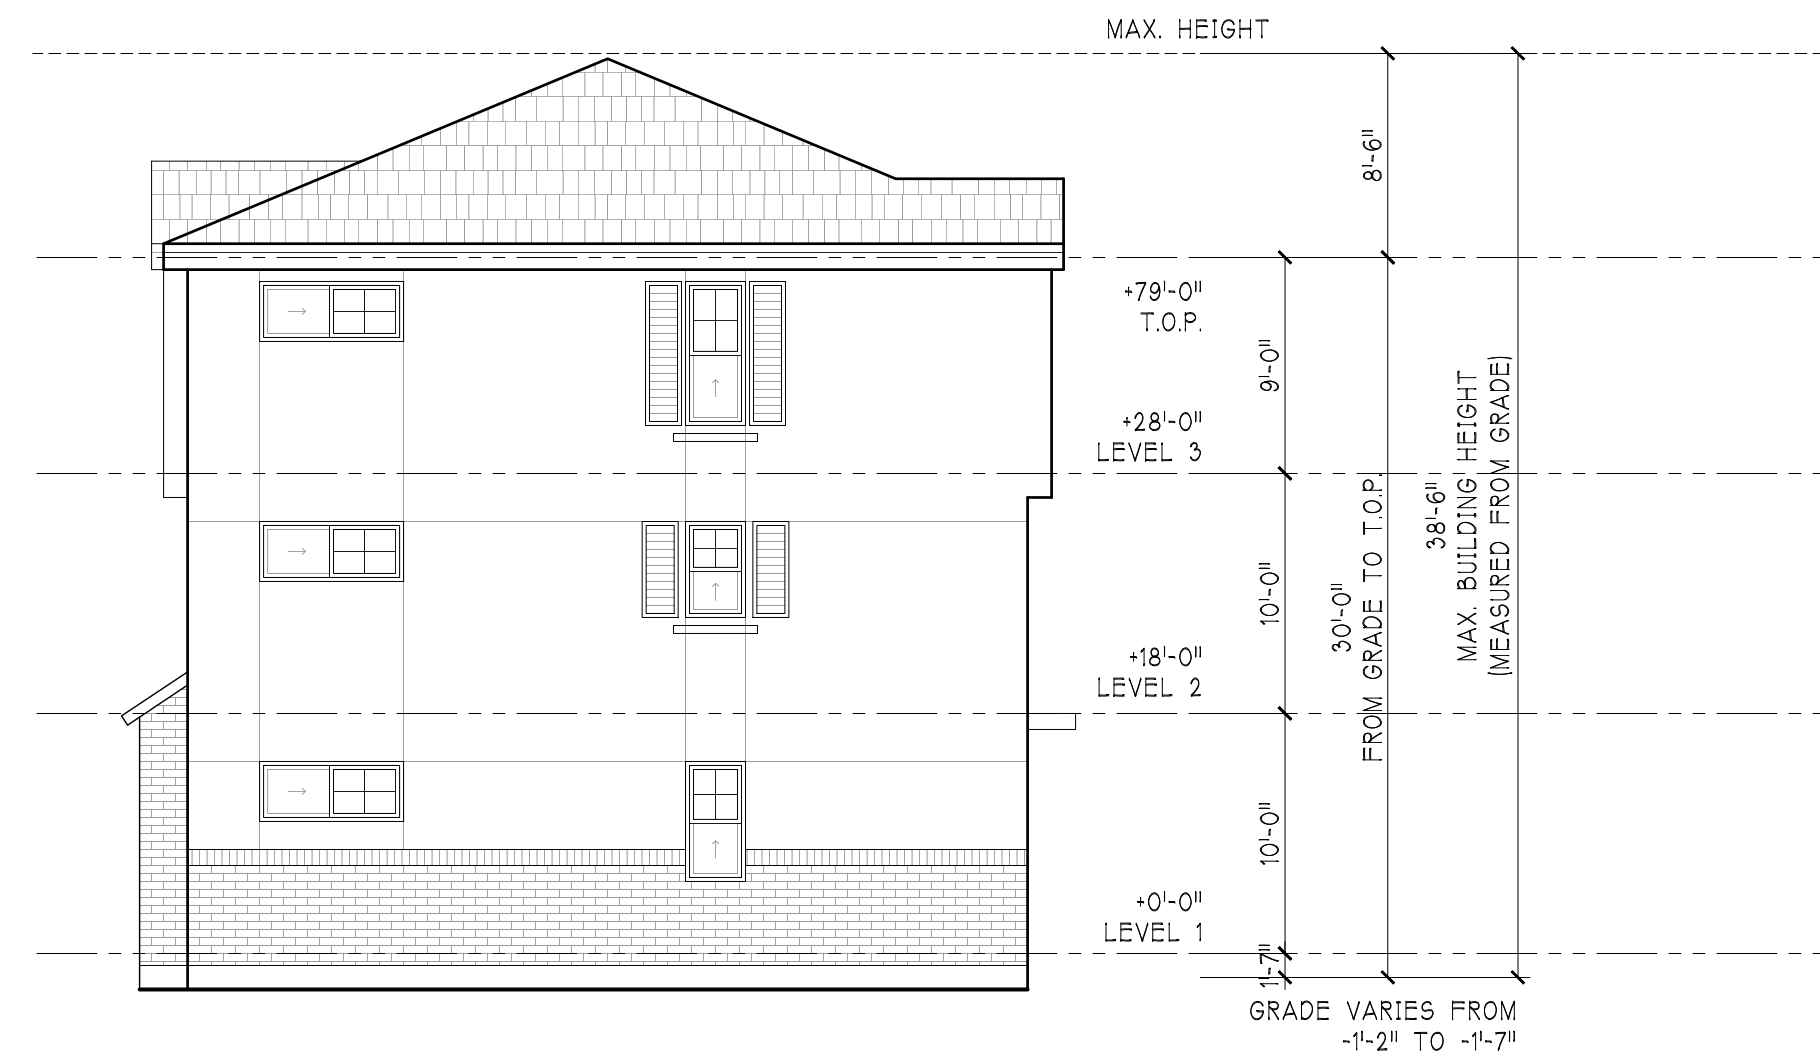 MAX. HEIGHT
8'-6"
+79'-0"
T.O.P.
9'-0"
+28'-0"
LEVEL 3
10'-0"
30'-0"
FROM GRADE TO T.O.P.
38'-6"
MAX. BUILDING HEIGHT
(MEASURED FROM GRADE)
+18'-0"
LEVEL 2
10'-0"
+0'-0"
LEVEL 1
1'-7"
GRADE VARIES FROM
-1'-2" TO -1'-7"